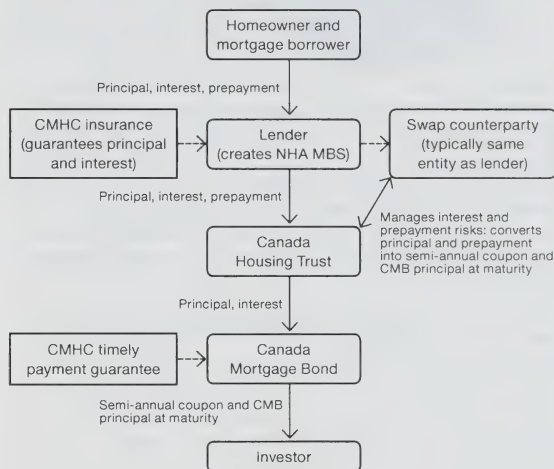 Homeowner and
mortgage borrower
Principal, interest, prepayment
CMHC insurance
(guarantees principal
and interest)
Lender
(creates NHA MBS)
Swap counterparty
(typically same
entity as lender)
Principal, interest, prepayment
Manages interest and
prepayment risks: converts
principal and prepayment
into semi-annual coupon and
CMB principal at maturity
Canada
Housing Trust
Principal, interest
CMHC timely
payment guarantee
Canada
Mortgage Bond
Semi-annual coupon and CMB
principal at maturity
investor